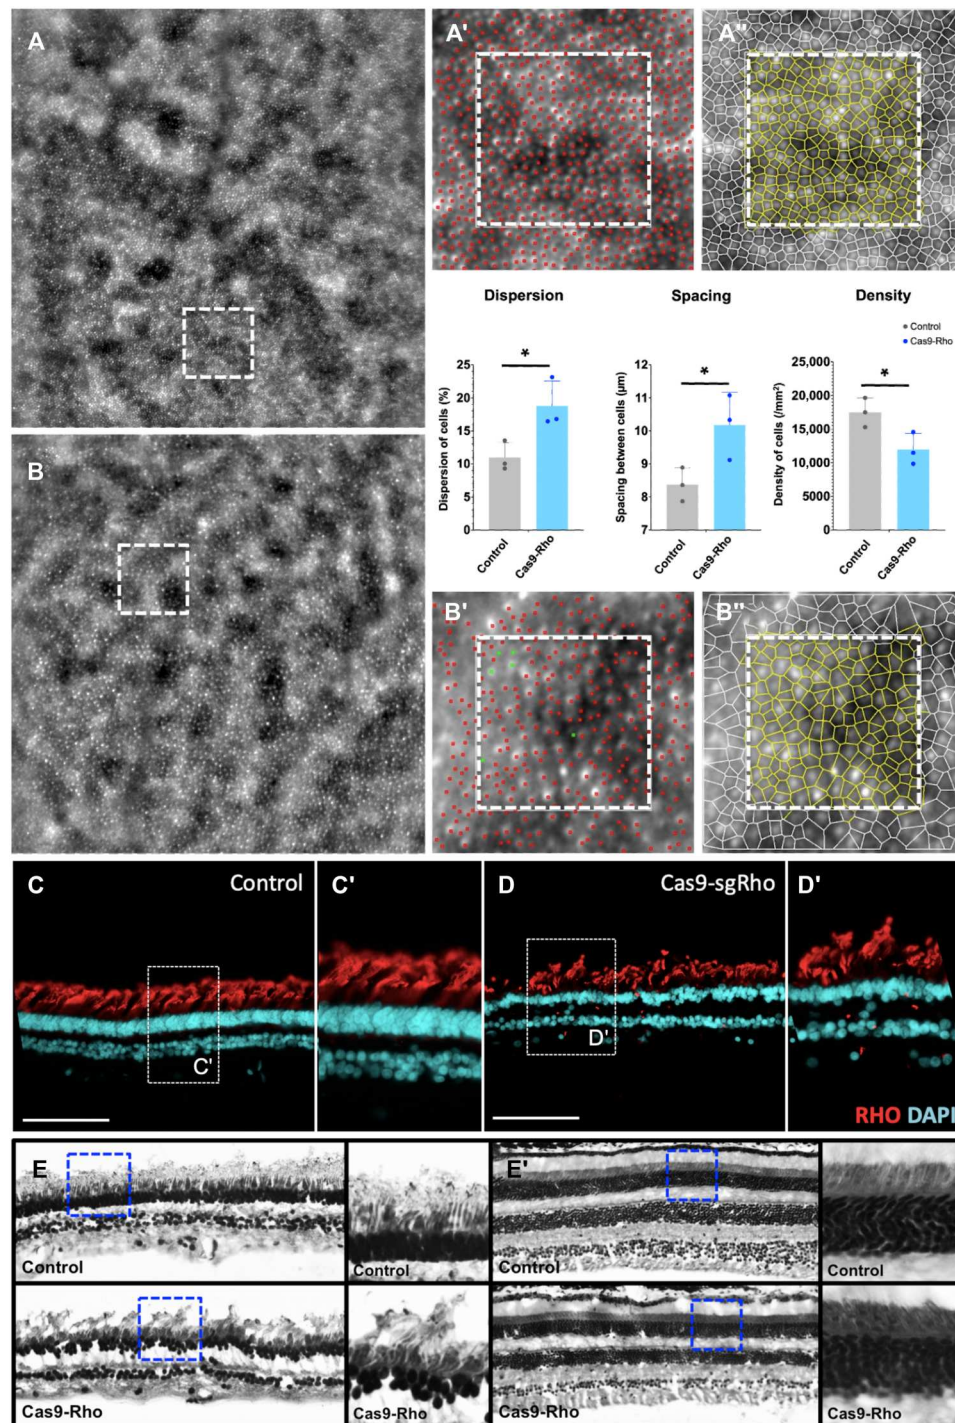 A
A'
A"
Dispersion
Spacing
Density
Control
Cas9-Rho
*
*
*
Dispersion of cells (%)
25
20
15
10
5
0
Control
Cas9-Rho
Spacing between cells (µm)
12
11
10
9
8
7
Control
Cas9-Rho
Density of cells (/mm²)
25,000
20,000
15,000
10,000
5000
0
Control
Cas9-Rho
B
B'
B"
C
Control
C'
C'
D
Cas9-sgRho
D'
D'
RHO DAPI
E
Control
Control
E'
Control
Control
Cas9-Rho
Cas9-Rho
Cas9-Rho
Cas9-Rho